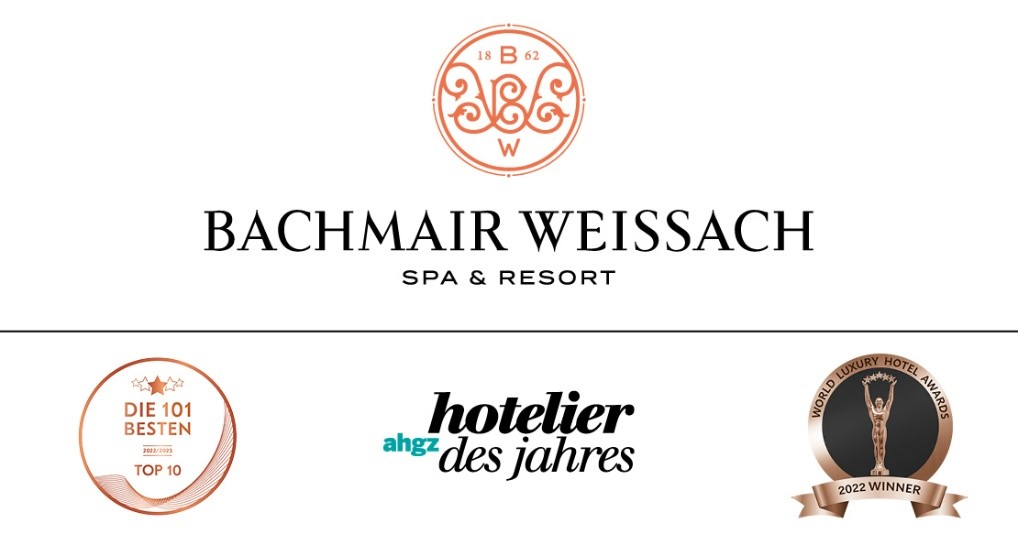 18 B 62
W
BACHMAIR WEISSACH
SPA & RESORT
DIE 101
BESTEN
2022/2023
TOP 10
hotelier
ahgz
des jahres
WORLD LUXURY HOTEL AWARDS
2022 WINNER